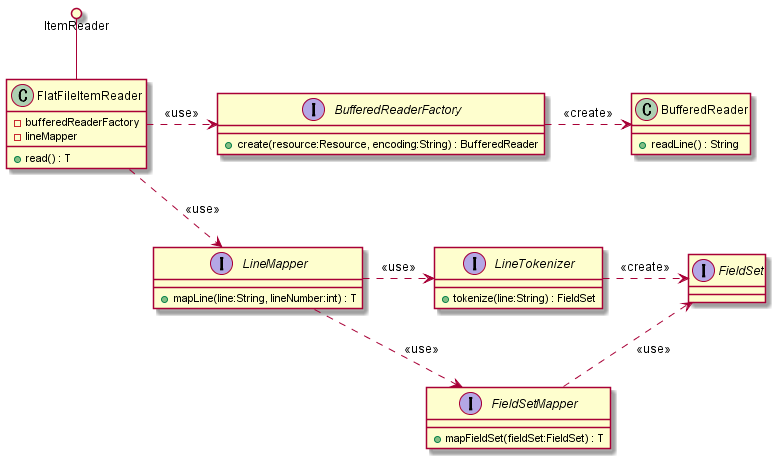 ItemReader
C FlatFileItemReader
bufferedReaderFactory
lineMapper
read() : T
«use»
I BufferedReaderFactory
create(resource:Resource, encoding:String) : BufferedReader
«create»
C BufferedReader
readLine() : String
«use»
I LineMapper
mapLine(line:String, lineNumber:int) : T
«use»
I LineTokenizer
tokenize(line:String) : FieldSet
«create»
I FieldSet
«use»
«use»
I FieldSetMapper
mapFieldSet(fieldSet:FieldSet) : T